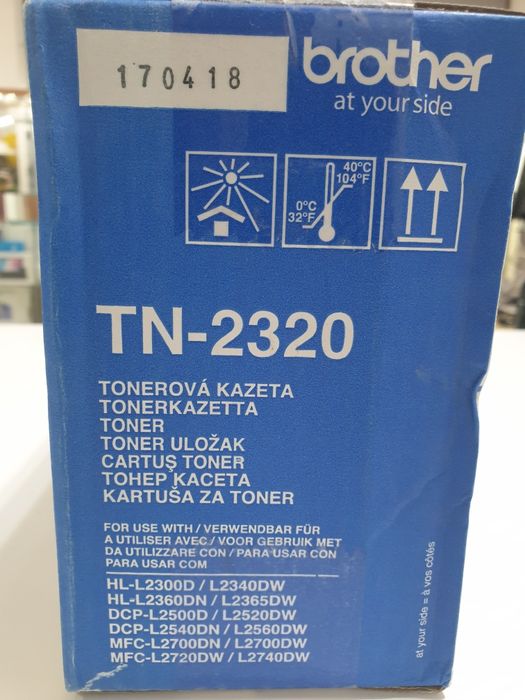 170418
brother
at your side
40°C
104°F
0°C
32°F
TN-2320
TONEROVÁ KAZETA
TONERKAZETTA
TONER
TONER ULOŽAK
CARTUŞ TONER
ТОНЕР КАСЕТА
KARTUŠA ZA TONER
FOR USE WITH / VERWENDBAR FÜR
A UTILISER AVEC / VOOR GEBRUIK MET
DA UTILIZZARE CON / PARA USAR CON
PARA USAR COM
HL-L2300D / L2340DW
HL-L2360DN / L2365DW
DCP-L2500D / L2520DW
DCP-L2540DN / L2560DW
MFC-L2700DN / L2700DW
MFC-L2720DW / L2740DW
at your side = à vos côtés